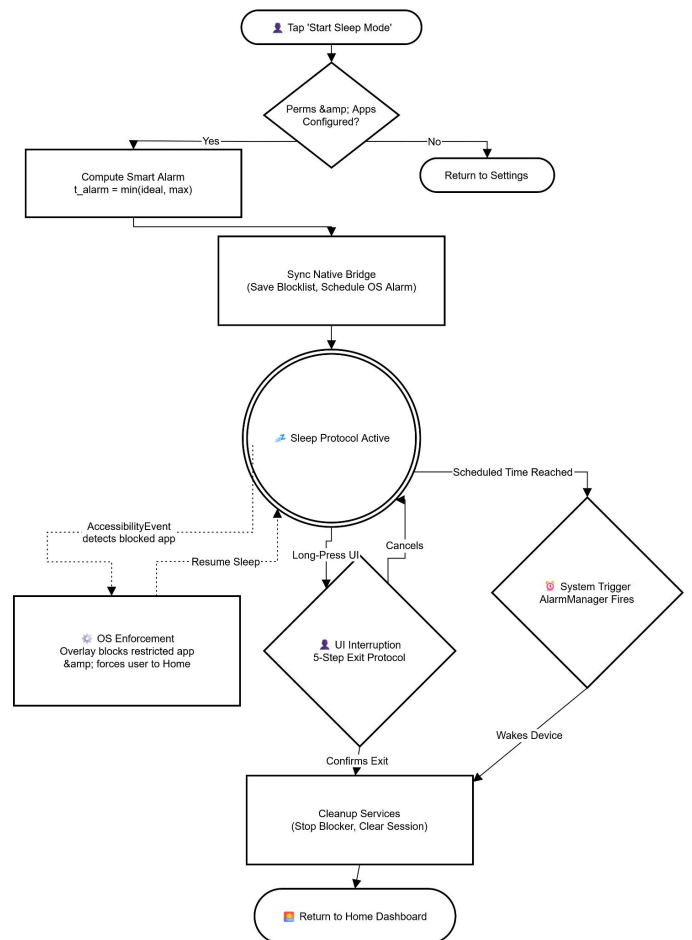 👤 Tap 'Start Sleep Mode'
Perms &amp; Apps
Configured?
Yes
No
Compute Smart Alarm
t_alarm = min(ideal, max)
Return to Settings
Sync Native Bridge
(Save Blocklist, Schedule OS Alarm)
💤 Sleep Protocol Active
Scheduled Time Reached
AccessibilityEvent
detects blocked app
Resume Sleep
Long-Press UI
Cancels
⚙️ OS Enforcement
Overlay blocks restricted app
&amp; forces user to Home
👤 UI Interruption
5-Step Exit Protocol
⏰ System Trigger
AlarmManager Fires
Confirms Exit
Wakes Device
Cleanup Services
(Stop Blocker, Clear Session)
🌅 Return to Home Dashboard